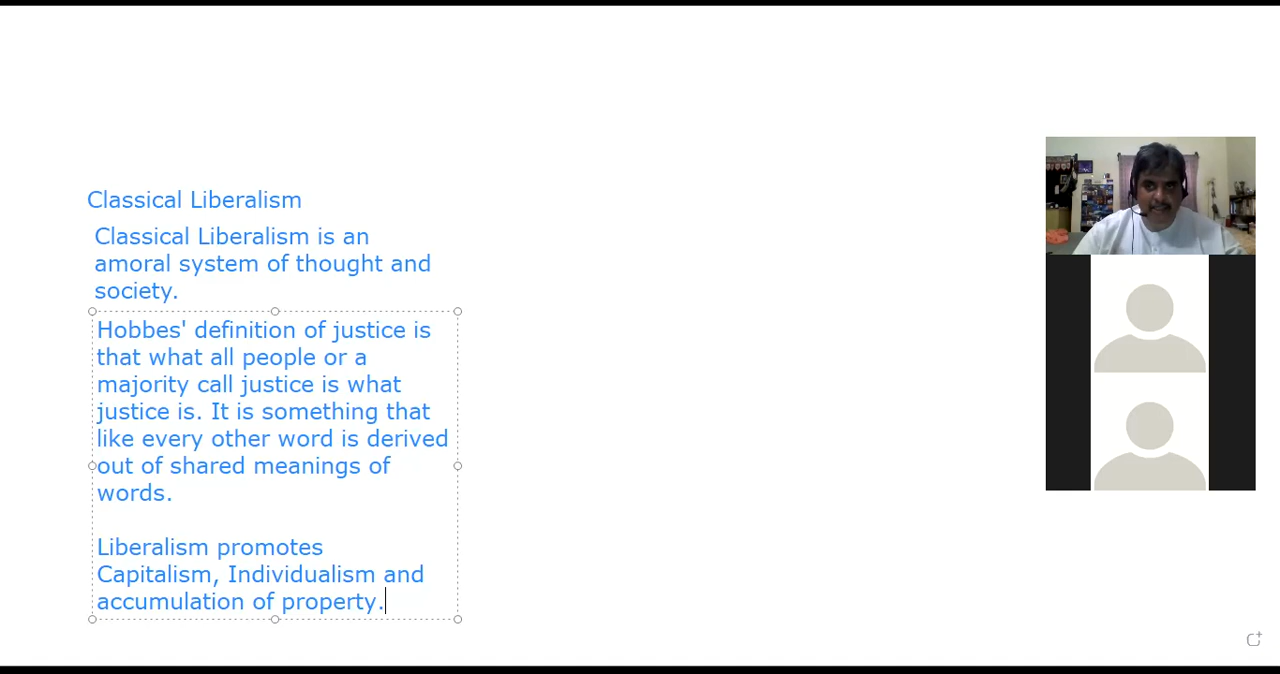 Classical Liberalism
Classical Liberalism is an
amoral system of thought and
society.
Hobbes' definition of justice is
that what all people or a
majority call justice is what
justice is. It is something that
like every other word is derived
out of shared meanings of
words.
Liberalism promotes
Capitalism, Individualism and
accumulation of property.